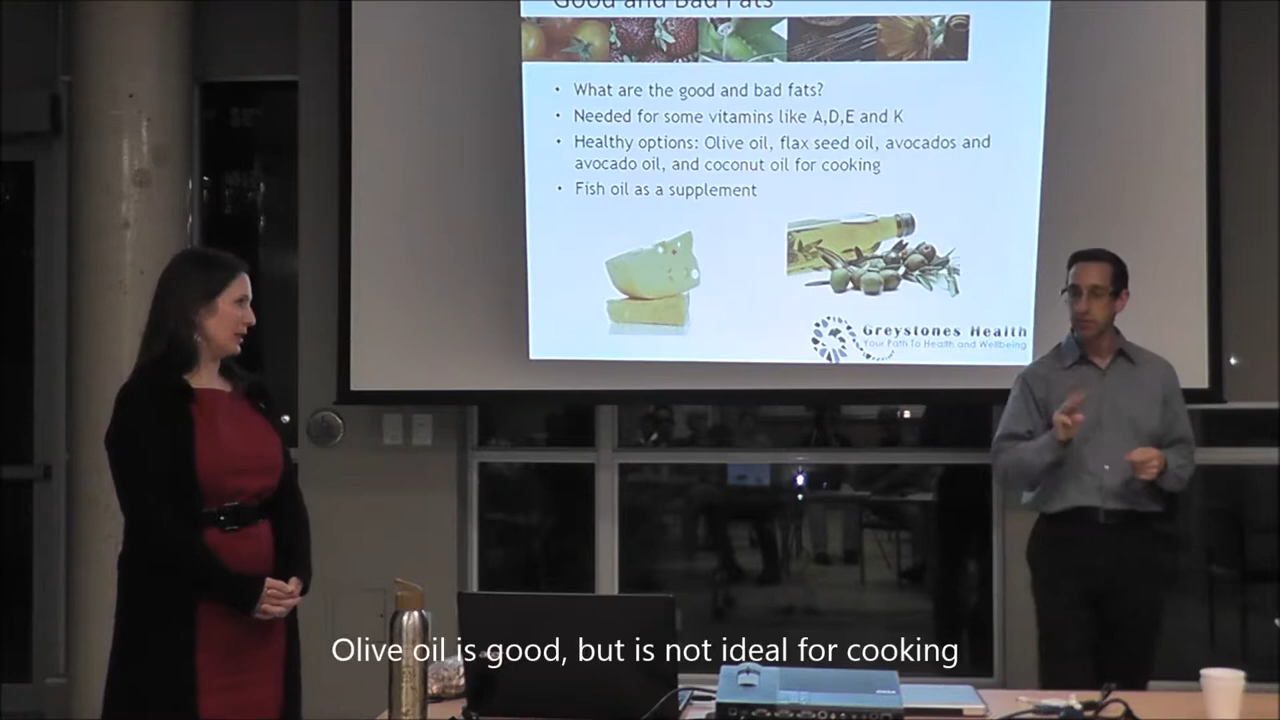 Good and Bad Fats
• What are the good and bad fats?
• Needed for some vitamins like A,D,E and K
• Healthy options: Olive oil, flax seed oil, avocados and
avocado oil, and coconut oil for cooking
• Fish oil as a supplement
Greystones Health
Your Path To Health and Wellbeing
Olive oil is good, but is not ideal for cooking